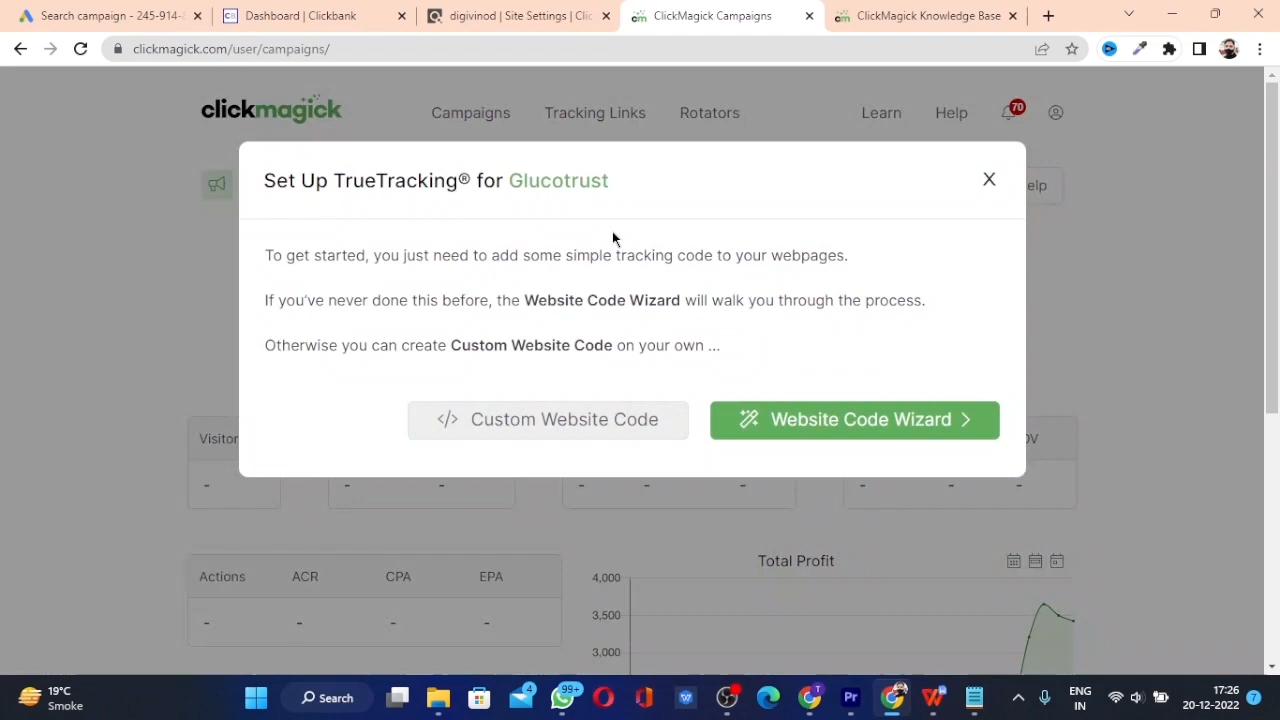 Search campaign - 245-914-
Dashboard | Clickbank
digivinod | Site Settings | Clic
ClickMagick Campaigns
ClickMagick Knowledge Base
clickmagick.com/user/campaigns/
clickmagick
Campaigns
Tracking Links
Rotators
Learn
Help
70
Set Up TrueTracking® for Glucotrust
X
elp
To get started, you just need to add some simple tracking code to your webpages.
If you've never done this before, the Website Code Wizard will walk you through the process.
Otherwise you can create Custom Website Code on your own ...
</> Custom Website Code
Website Code Wizard >
Visitor
OV
- - - - - - - - -
Actions ACR CPA EPA
- - - -
Total Profit
4,000
3,500
3,000
19°C
Smoke
Search
4
99+
T
Pr
ENG
IN
17:26
20-12-2022
7